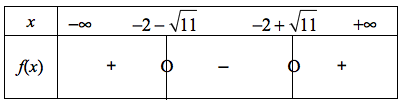 x −∞ −2−√11 −2+√11 +∞
f(x) + O − O +